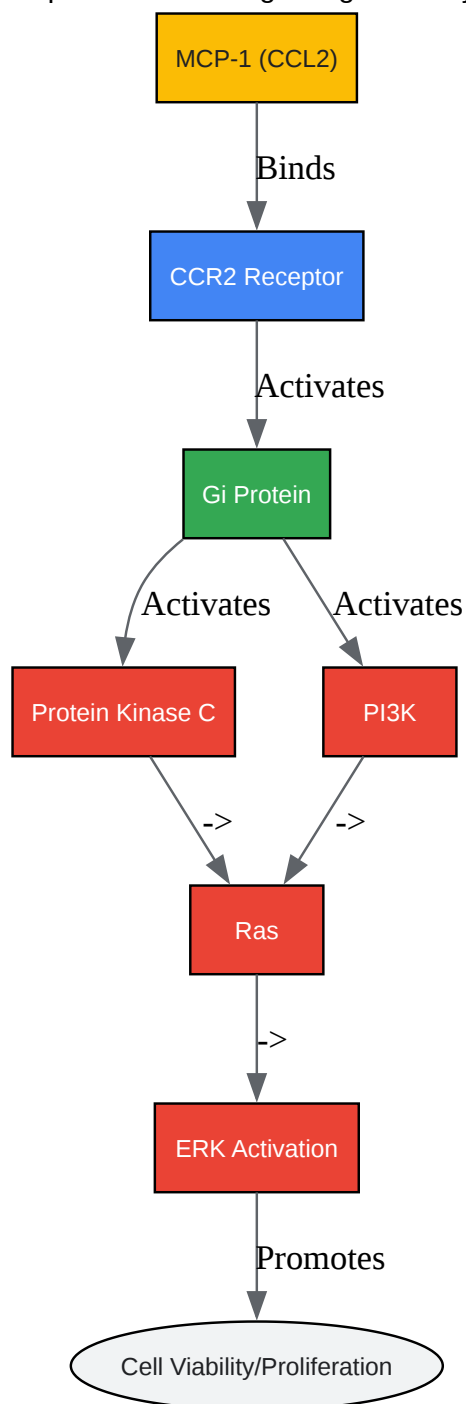 MCP-1 (CCL2)
Binds
CCR2 Receptor
Activates
Gi Protein
Activates Activates
Protein Kinase C PI3K
-> ->
Ras
->
ERK Activation
Promotes
Cell Viability/Proliferation